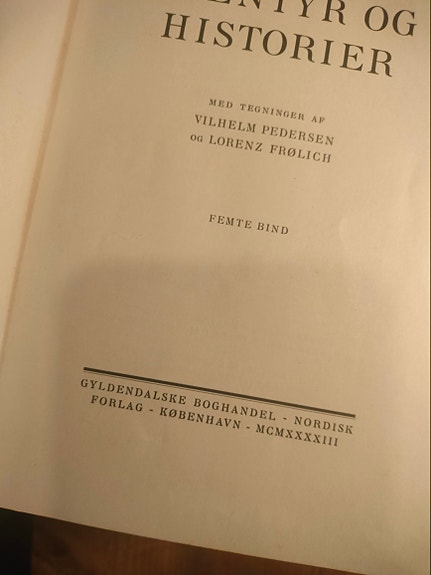 ENTYR OG
HISTORIER
MED TEGNINGER AF
VILHELM PEDERSEN
OG LORENZ FRØLICH
FEMTE BIND
GYLDENDALSKE BOGHANDEL - NORDISK
FORLAG - KØBENHAVN - MCMXXXXIII